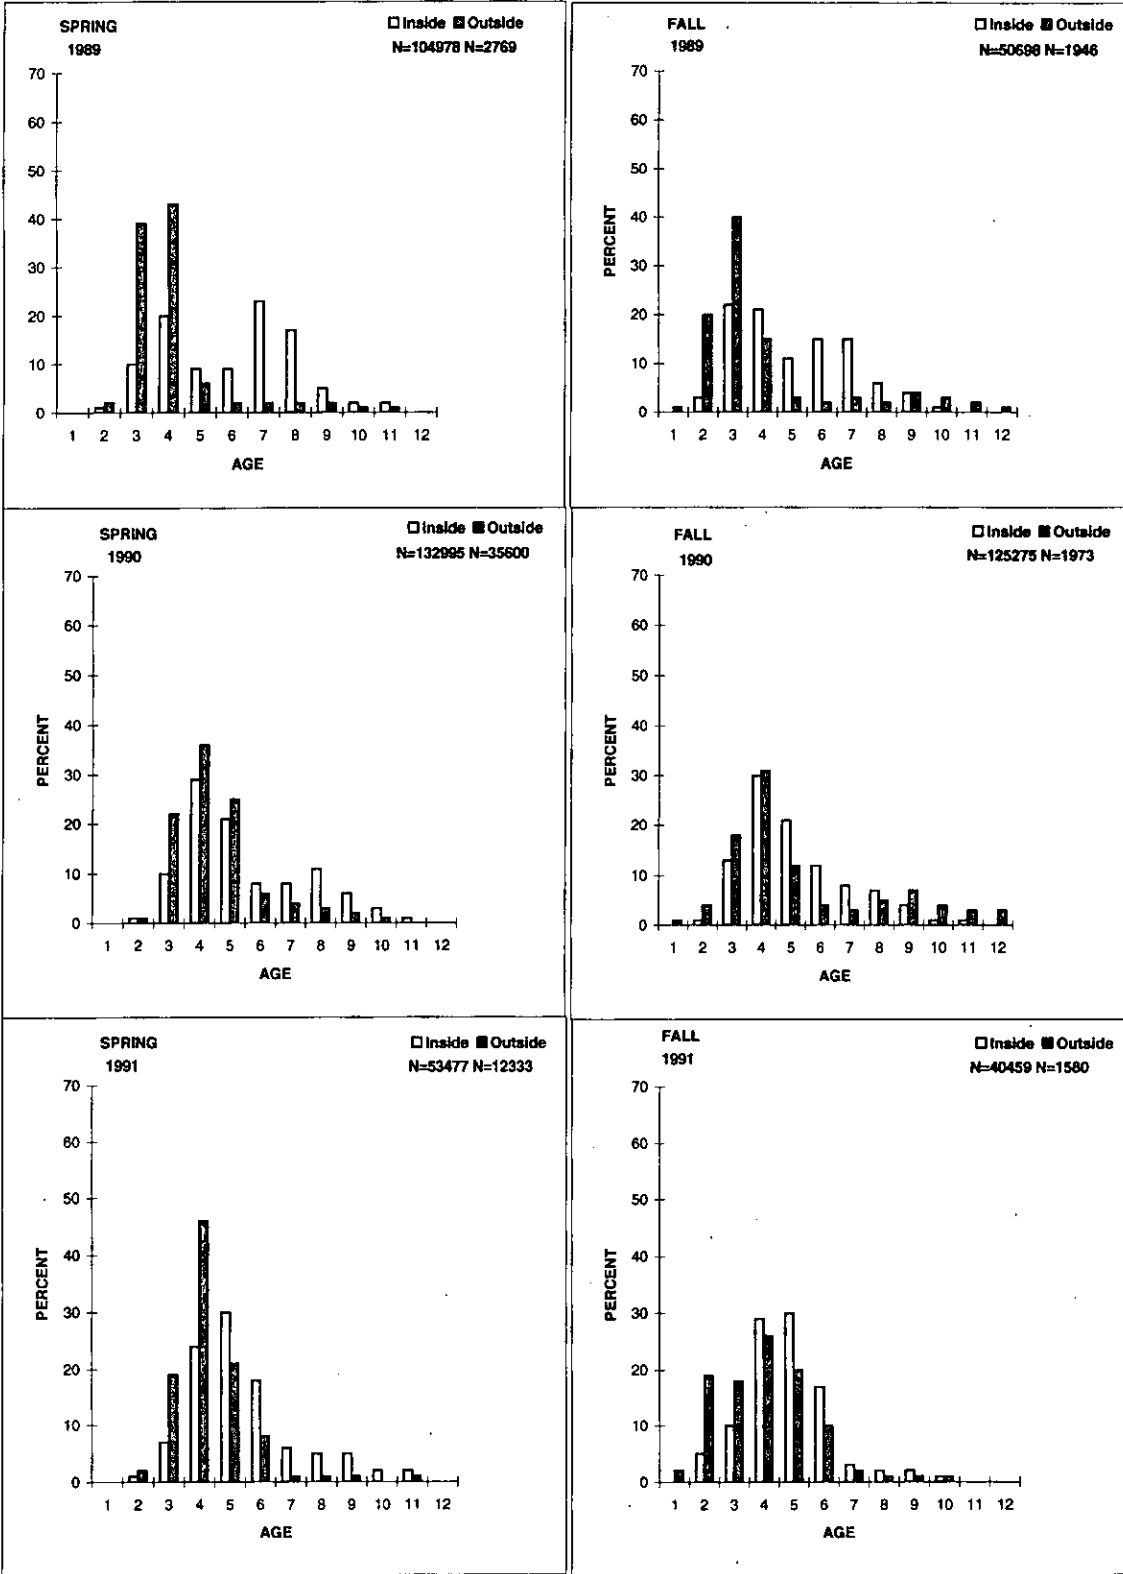 SPRING
1989
□ Inside ■ Outside
N=104978 N=2769
70
60
50
40
30
20
10
0
1 2 3 4 5 6 7 8 9 10 11 12
AGE
FALL
1989
□ Inside ■ Outside
N=50698 N=1946
PERCENT
70
60
50
40
30
20
10
0
1 2 3 4 5 6 7 8 9 10 11 12
AGE
SPRING
1990
□ Inside ■ Outside
N=132995 N=35600
PERCENT
70
60
50
40
30
20
10
0
1 2 3 4 5 6 7 8 9 10 11 12
AGE
FALL
1990
□ Inside ■ Outside
N=125275 N=1973
PERCENT
70
60
50
40
30
20
10
0
1 2 3 4 5 6 7 8 9 10 11 12
AGE
SPRING
1991
□ Inside ■ Outside
N=53477 N=12333
PERCENT
70
60
50
40
30
20
10
0
1 2 3 4 5 6 7 8 9 10 11 12
AGE
FALL
1991
□ Inside ■ Outside
N=40459 N=1580
PERCENT
70
60
50
40
30
20
10
0
1 2 3 4 5 6 7 8 9 10 11 12
AGE